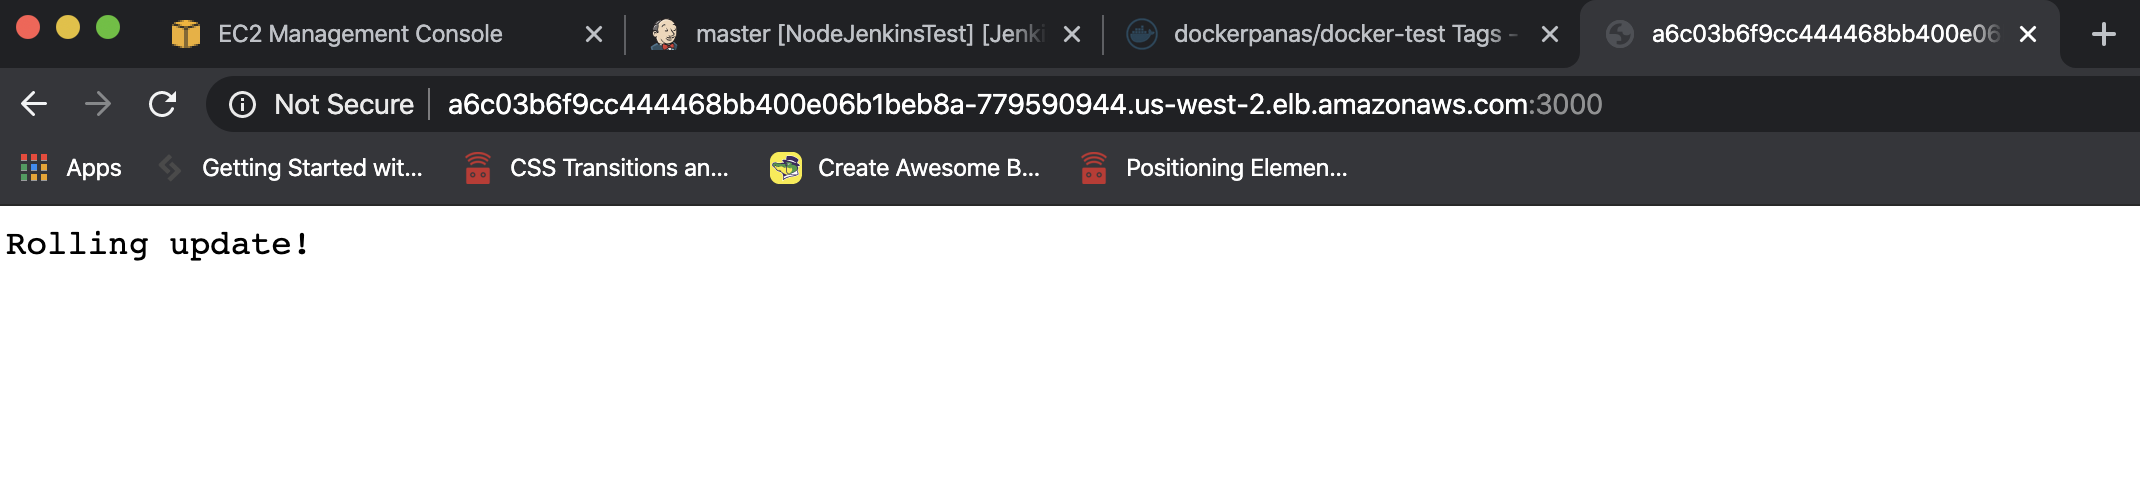 EC2 Management Console
master [NodeJenkinsTest] [Jenki
dockerpanas/docker-test Tags -
a6c03b6f9cc444468bb400e06
Not Secure a6c03b6f9cc444468bb400e06b1beb8a-779590944.us-west-2.elb.amazonaws.com:3000
Apps Getting Started wit... CSS Transitions an... Create Awesome B... Positioning Elemen...
Rolling update!